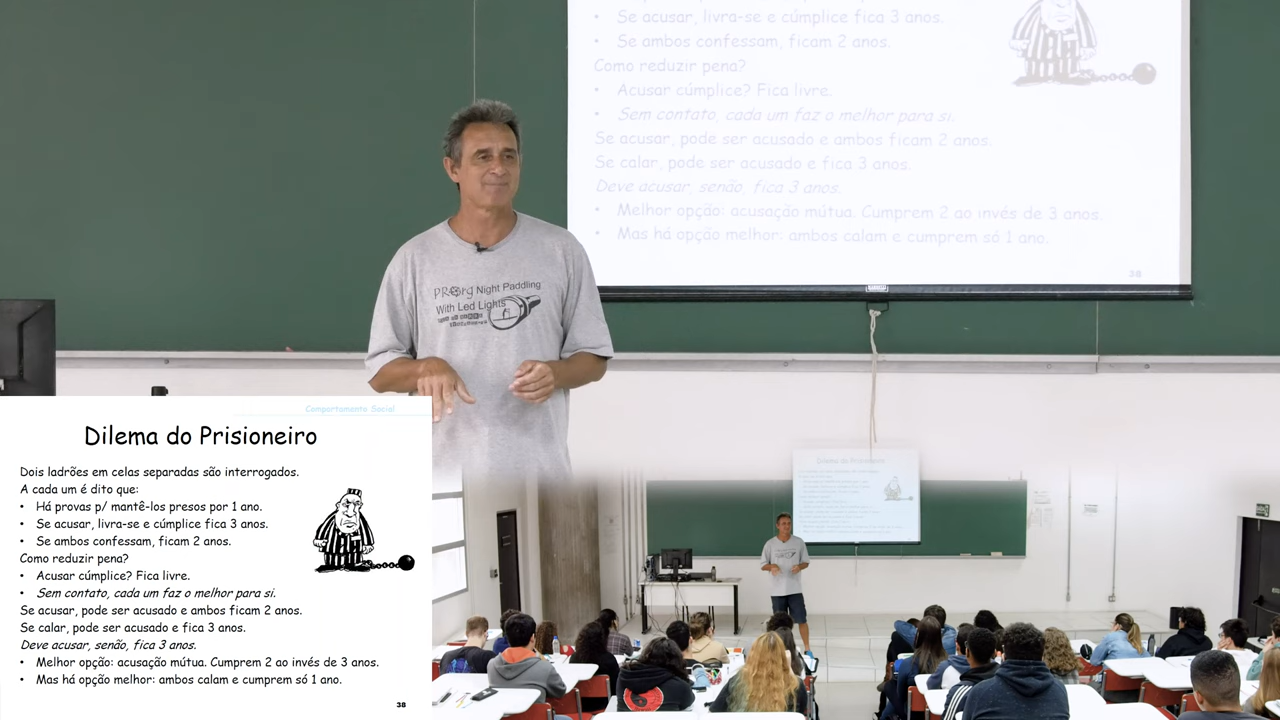 Se acusar, livra-se e cúmplice fica 3 anos.
Se ambos confessam, ficam 2 anos.
Como reduzir pena?
Acusar cúmplice? Fica livre.
Sem contato, cada um faz o melhor para si.
Se acusar, pode ser acusado e ambos ficam 2 anos.
Se calar, pode ser acusado e fica 3 anos.
Deve acusar, senão, fica 3 anos.
Melhor opção: acusação mútua. Cumprem 2 ao invés de 3 anos.
Mas há opção melhor: ambos calam e cumprem só 1 ano.
38
Night Paddling
With Led Lights
Comportamento Social
Dilema do Prisioneiro
Dois ladrões em celas separadas são interrogados.
A cada um é dito que:
• Há provas p/ mantê-los presos por 1 ano.
• Se acusar, livra-se e cúmplice fica 3 anos.
• Se ambos confessam, ficam 2 anos.
Como reduzir pena?
• Acusar cúmplice? Fica livre.
• Sem contato, cada um faz o melhor para si.
Se acusar, pode ser acusado e ambos ficam 2 anos.
Se calar, pode ser acusado e fica 3 anos.
Deve acusar, senão, fica 3 anos.
• Melhor opção: acusação mútua. Cumprem 2 ao invés de 3 anos.
• Mas há opção melhor: ambos calam e cumprem só 1 ano.
38
Dilema do Prisioneiro